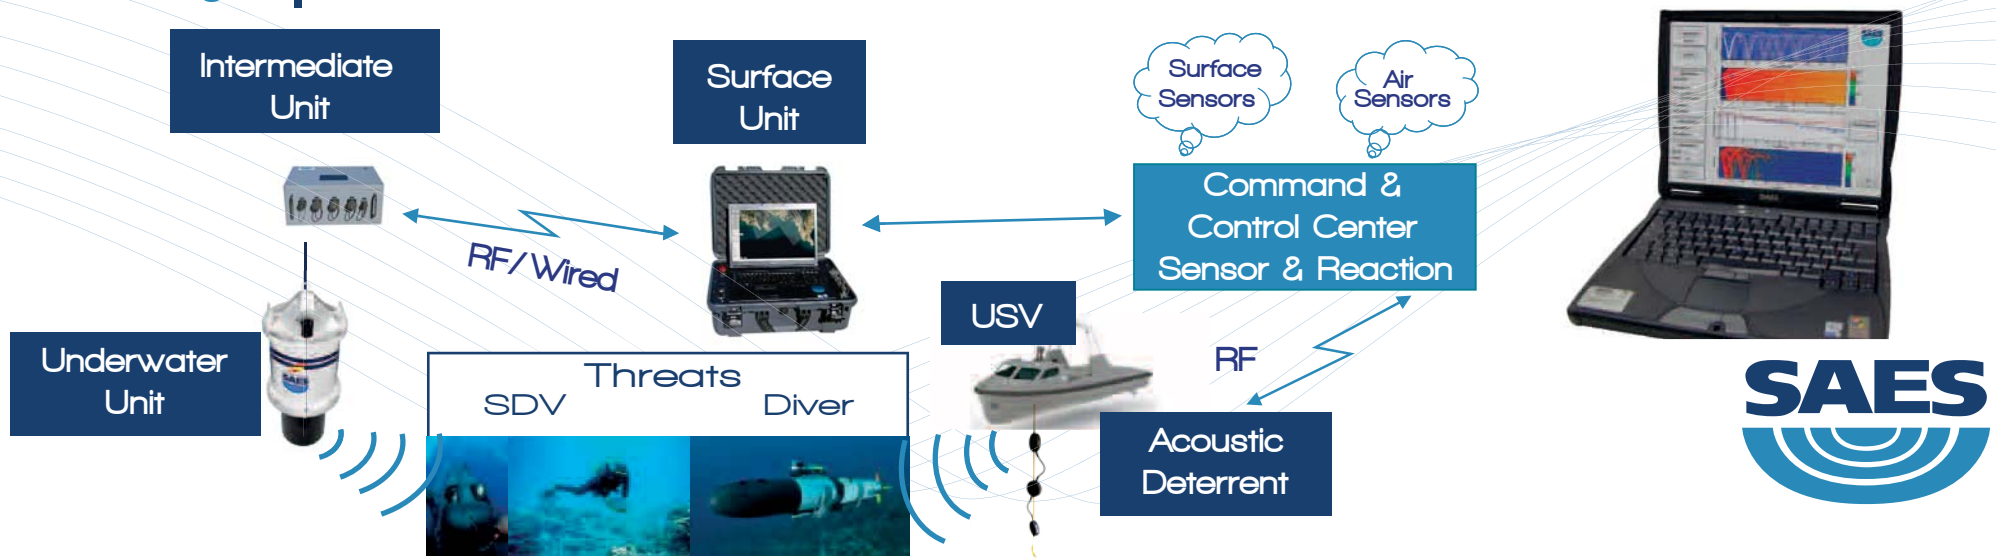 Intermediate
Unit
Surface
Unit
Surface
Sensors
Air
Sensors
Command &
Control Center
Sensor & Reaction
RF/Wired
USV
RF
Underwater
Unit
SAES
Threats
SDV
Diver
Acoustic
Deterrent
SAES